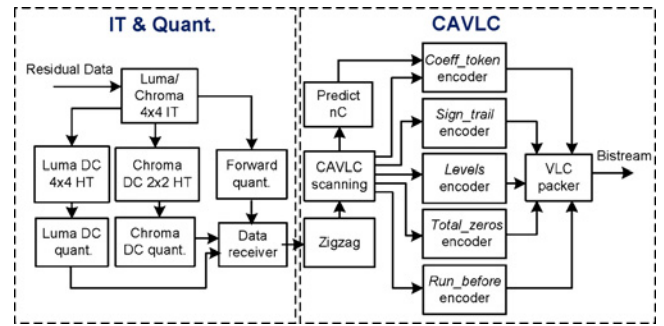 IT & Quant.
CAVLC
Residual Data
Luma/
Chroma
4x4 IT
Luma DC
4x4 HT
Chroma
DC 2x2 HT
Forward
quant.
Luma DC
quant.
Chroma
DC quant.
Data
receiver
Predict
nC
CAVLC
scanning
Zigzag
Coeff_token
encoder
Sign_trail
encoder
Levels
encoder
Total_zeros
encoder
Run_before
encoder
VLC
packer
Bistream